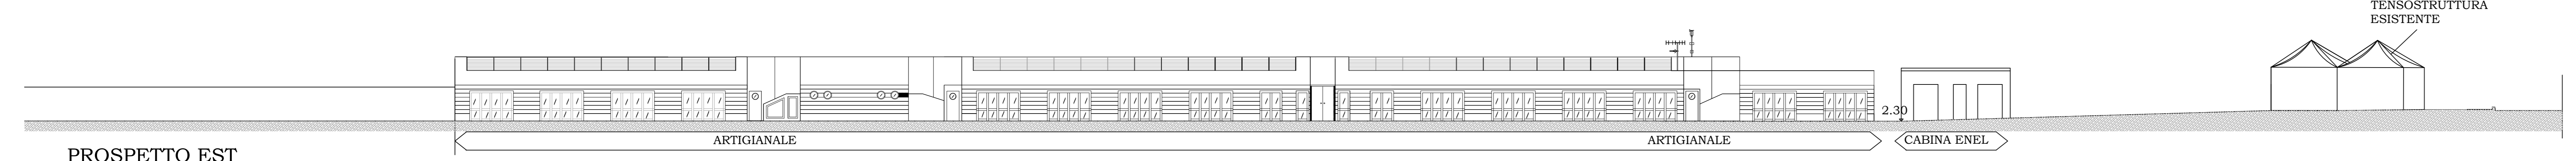 TENSOSTRUTTURA
ESISTENTE
2.30
ARTIGIANALE
ARTIGIANALE
CABINA ENEL
PROSPETTO EST